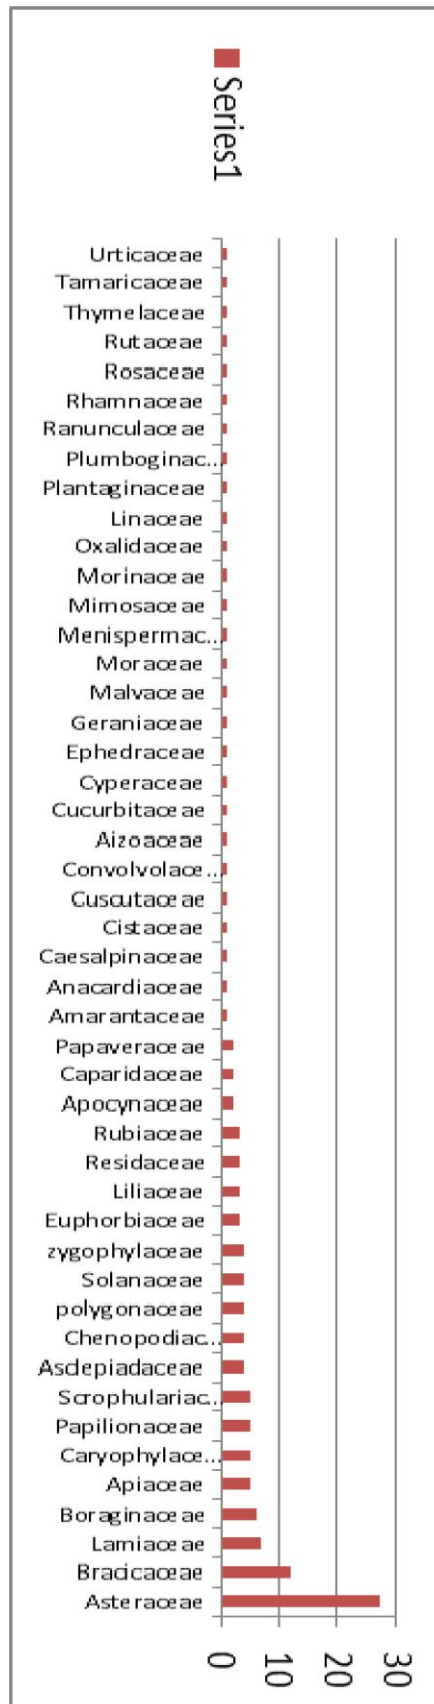 Series1
Urticaceae
Tamaricaceae
Thymelaceae
Rutaceae
Rosaceae
Rhamnaceae
Ranunculaceae
Plumboginac...
Plantaginaceae
Linaceae
Oxalidaceae
Morinaceae
Mimosaceae
Menispermac...
Moraceae
Malvaceae
Geraniaceae
Ephedraceae
Cyperaceae
Cucurbitaceae
Aizoaceae
Convolvolace...
Cuscutaceae
Cistaceae
Caesalpinaceae
Anacardiaceae
Amarantaceae
Papaveraceae
Caparidaceae
Apocynaceae
Rubiaceae
Residaceae
Liliaceae
Euphorbiaceae
zygophylaceae
Solanaceae
polygonaceae
Chenopodiac...
Asclepiadaceae
Scrophulariac...
Papilionaceae
Caryophylace...
Apiaceae
Boraginaceae
Lamiaceae
Bracicaceae
Asteraceae
0
10
20
30